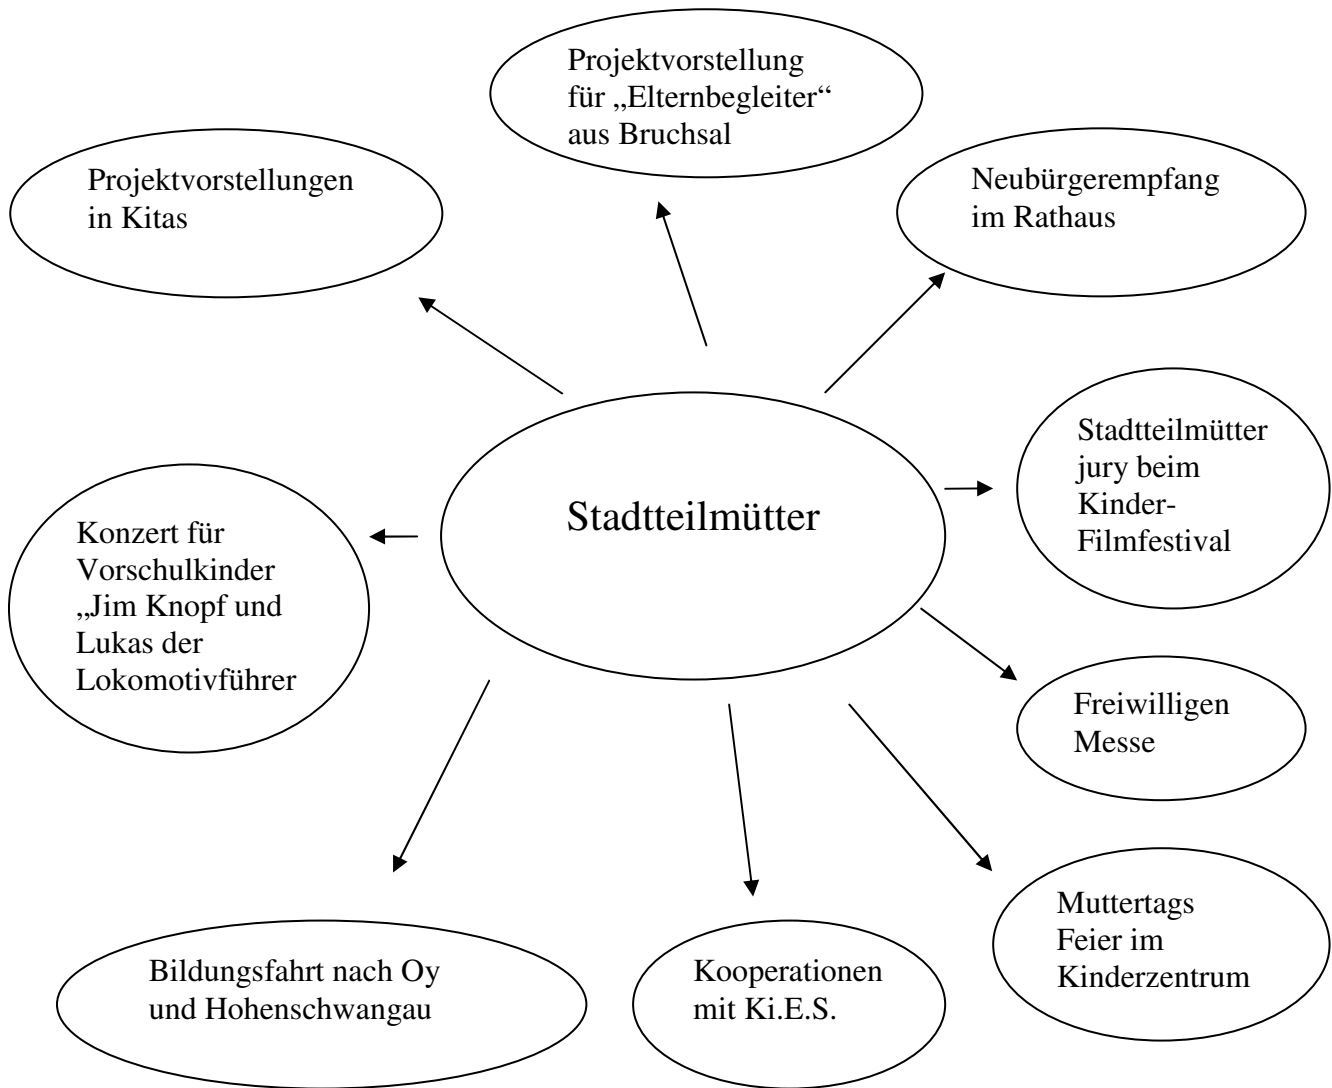 Projektvorstellung
für „Elternbegleiter“
aus Bruchsal
Projektvorstellungen
in Kitas
Neubürgerempfang
im Rathaus
Stadtteilmütter
jury beim
Kinder-
Filmfestival
Stadtteilmütter
Konzert für
Vorschulkinder
„Jim Knopf und
Lukas der
Lokomotivführer
Freiwilligen
Messe
Muttertags
Feier im
Kinderzentrum
Bildungsfahrt nach Oy
und Hohenschwangau
Kooperationen
mit Ki.E.S.